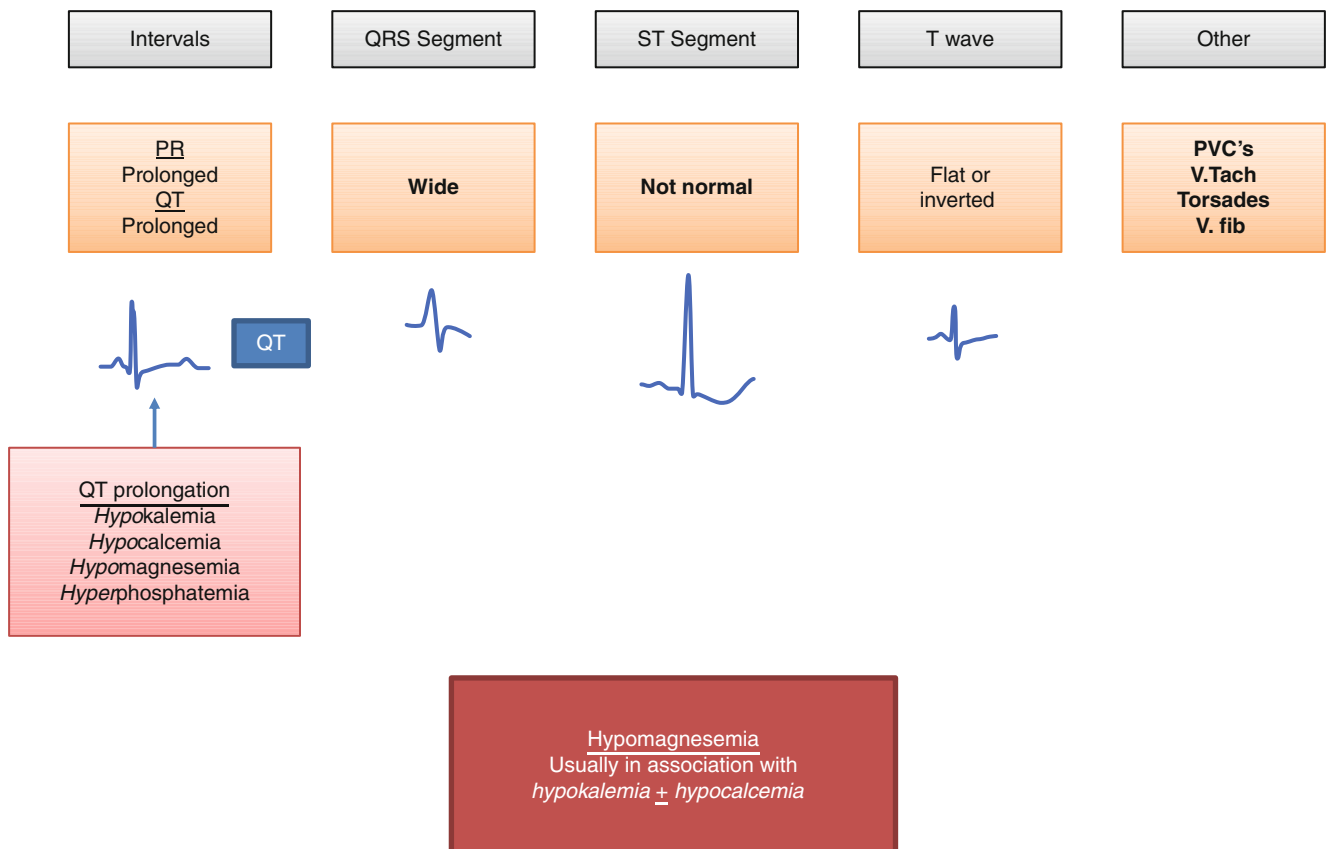 Intervals
QRS Segment
ST Segment
T wave
Other
PR
Prolonged
QT
Prolonged
Wide
Not normal
Flat or
inverted
PVC's
V.Tach
Torsades
V. fib
QT
QT prolongation
Hypokalemia
Hypocalcemia
Hypomagnesemia
Hyperphosphatemia
Hypomagnesemia
Usually in association with
hypokalemia + hypocalcemia